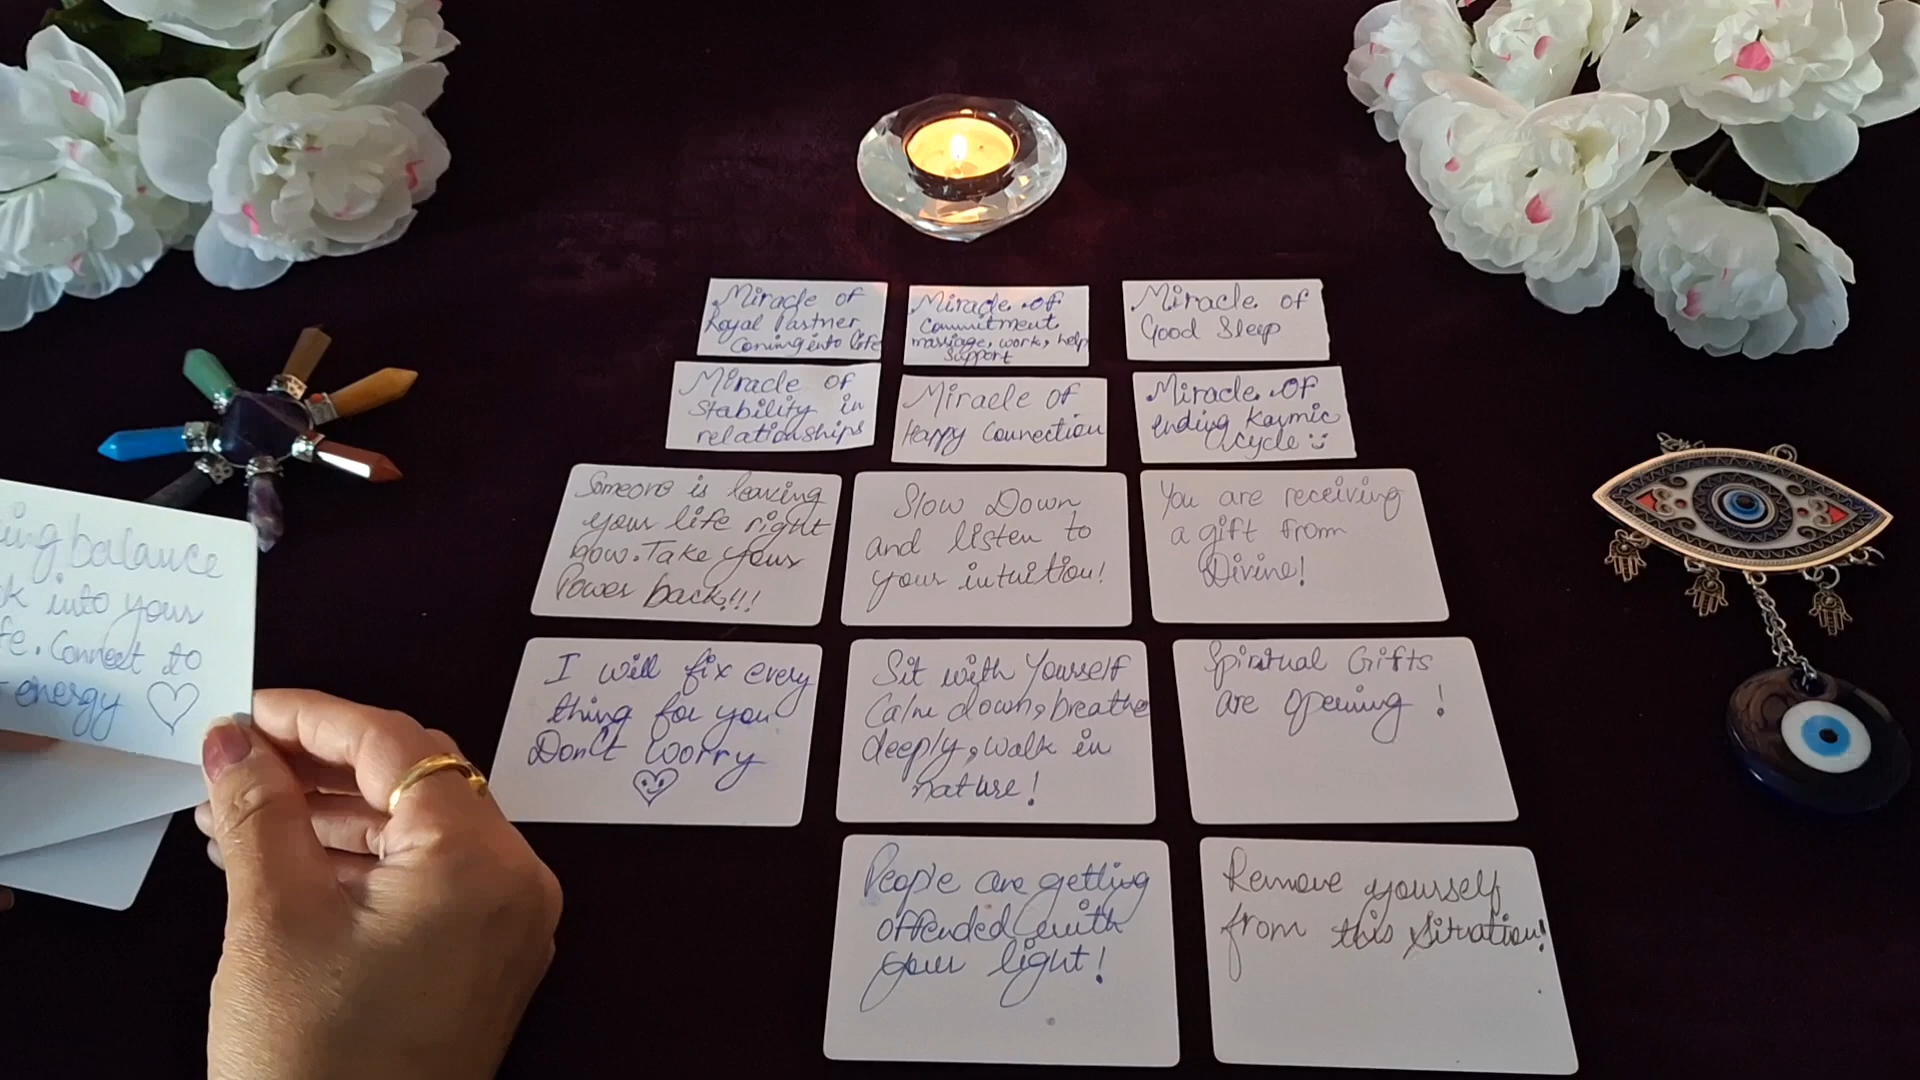 Miracle of
Loyal Partner
Coming into life
Miracle of
Commitment
marriage, work, help
Support
Miracle of
Good Sleep
Miracle of
stability in
relationships
Miracle of
Happy Connection
Miracle of
ending Karmic
cycle
Someone is leaving
your life right
now. Take your
Power back!!!
Slow Down
and listen to
your intuition!
You are receiving
a gift from
Divine!
ing balance
k into your
fe. Connect to
energy
I will fix every
thing for you
Don't worry
Sit with Yourself
Calm down, breathe
deeply, walk in
nature!
Spiritual Gifts
are opening!
People are getting
offended with
your light!
Remove yourself
from this situation!